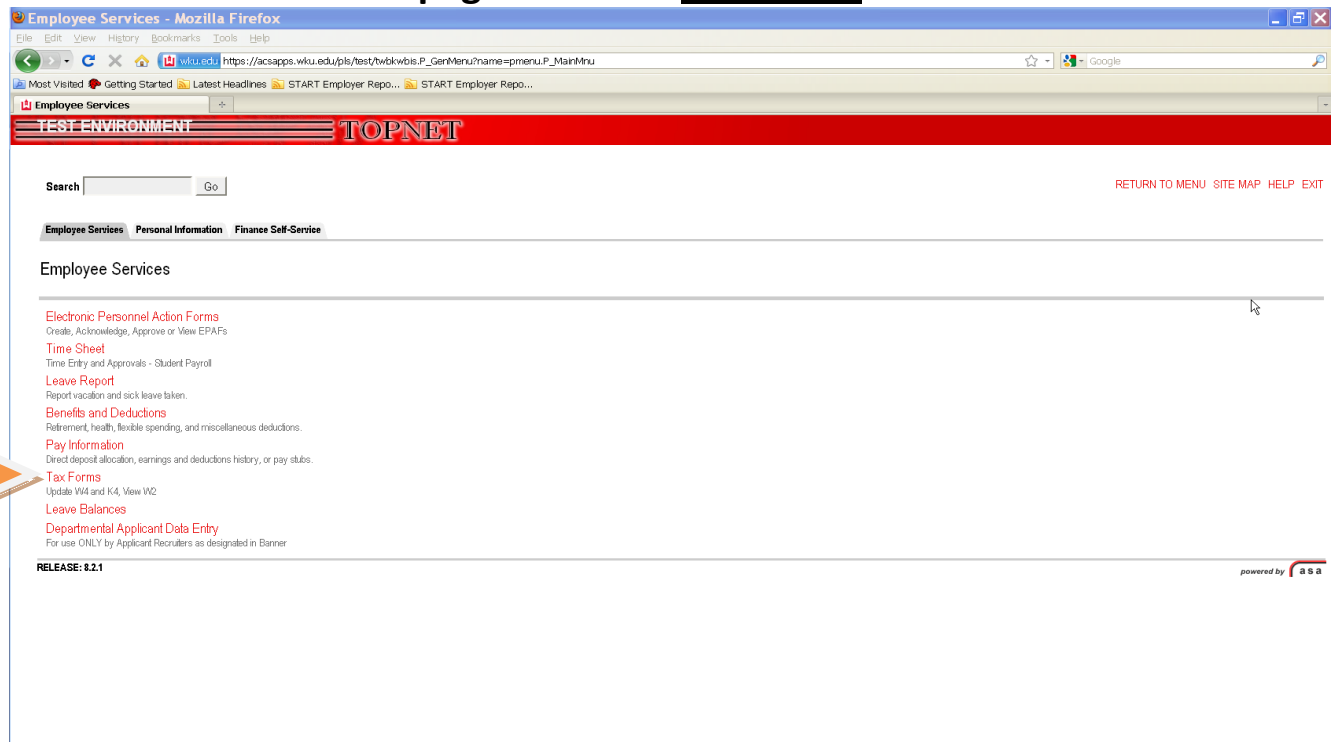 Employee Services - Mozilla Firefox
File Edit View History Bookmarks Tools Help
wku.edu https://acsapps.wku.edu/pls/test/twbkwbis.P_GenMenu?name=pmenu.P_MainMnu
Google
Most Visited Getting Started Latest Headlines START Employer Repo... START Employer Repo...
Employee Services
TEST ENVIRONMENT TOPNET
Search Go RETURN TO MENU SITE MAP HELP EXIT
Employee Services Personal Information Finance Self-Service
Employee Services
Electronic Personnel Action Forms
Create, Acknowledge, Approve or View EPAFs
Time Sheet
Time Entry and Approvals - Student Payroll
Leave Report
Report vacation and sick leave taken.
Benefits and Deductions
Retirement, health, flexible spending, and miscellaneous deductions.
Pay Information
Direct deposit allocation, earnings and deductions history, or pay stubs.
Tax Forms
Update W4 and K4, View W2
Leave Balances
Departmental Applicant Data Entry
For use ONLY by Applicant Recruiters as designated in Banner
RELEASE: 8.2.1 powered by asa